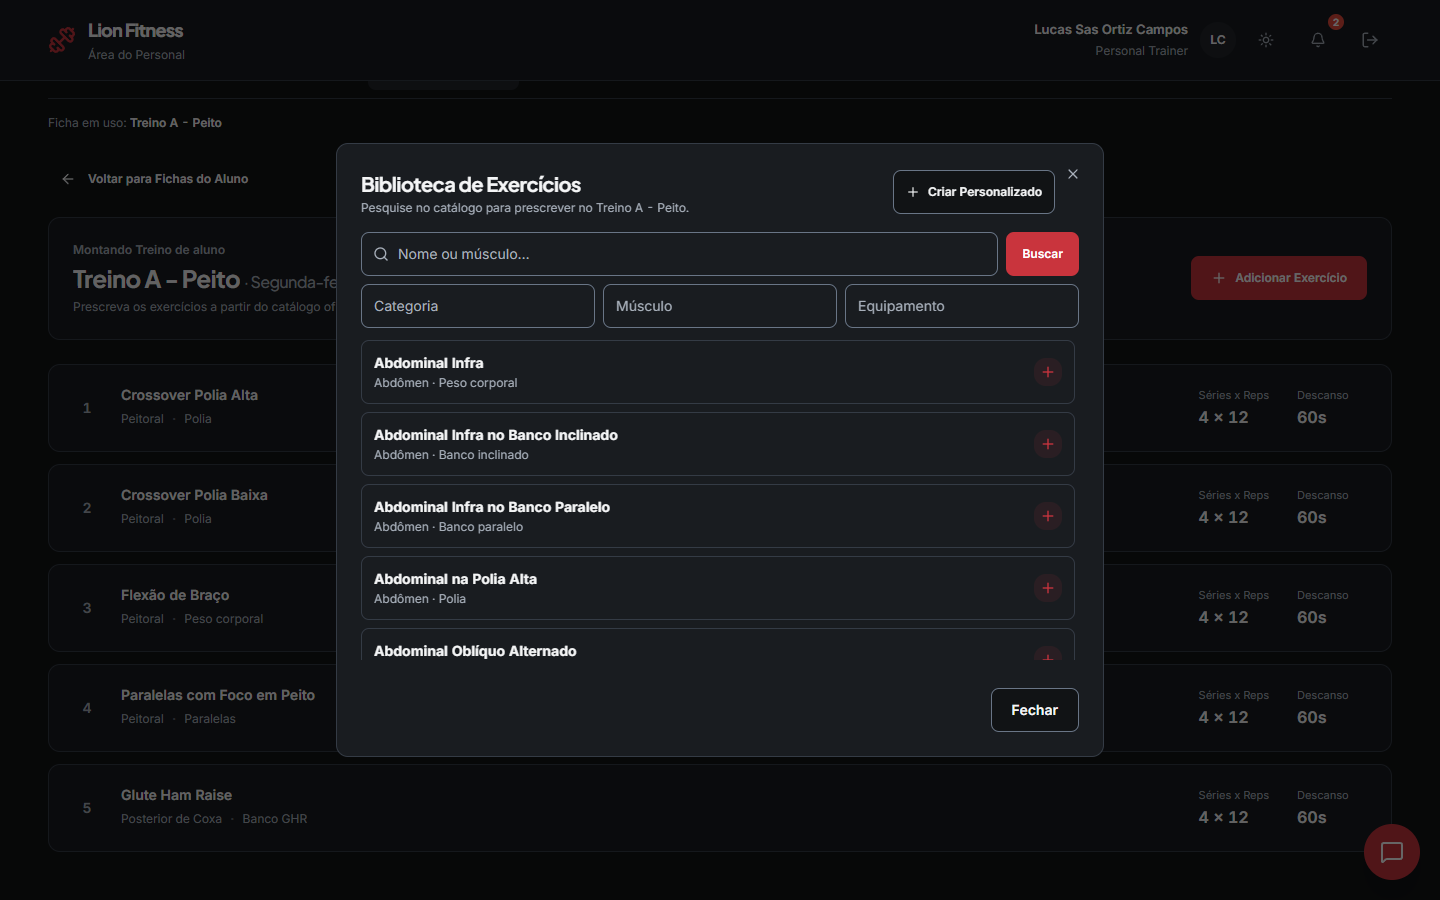 Lion Fitness
Área do Personal
Lucas Sas Ortiz Campos
Personal Trainer
LC
2
Ficha em uso: Treino A - Peito
Voltar para Fichas do Aluno
Montando Treino de aluno
Treino A – Peito · Segunda-fe
Prescreva os exercícios a partir do catálogo of
Adicionar Exercício
Biblioteca de Exercícios
Pesquise no catálogo para prescrever no Treino A - Peito.
Criar Personalizado
Nome ou músculo...
Buscar
Categoria
Músculo
Equipamento
Abdominal Infra
Abdômen · Peso corporal
Abdominal Infra no Banco Inclinado
Abdômen · Banco inclinado
Abdominal Infra no Banco Paralelo
Abdômen · Banco paralelo
Abdominal na Polia Alta
Abdômen · Polia
Abdominal Oblíquo Alternado
Fechar
1
Crossover Polia Alta
Peitoral · Polia
Séries x Reps
4 × 12
Descanso
60s
2
Crossover Polia Baixa
Peitoral · Polia
Séries x Reps
4 × 12
Descanso
60s
3
Flexão de Braço
Peitoral · Peso corporal
Séries x Reps
4 × 12
Descanso
60s
4
Paralelas com Foco em Peito
Peitoral · Paralelas
Séries x Reps
4 × 12
Descanso
60s
5
Glute Ham Raise
Posterior de Coxa · Banco GHR
Séries x Reps
4 × 12
Descanso
60s